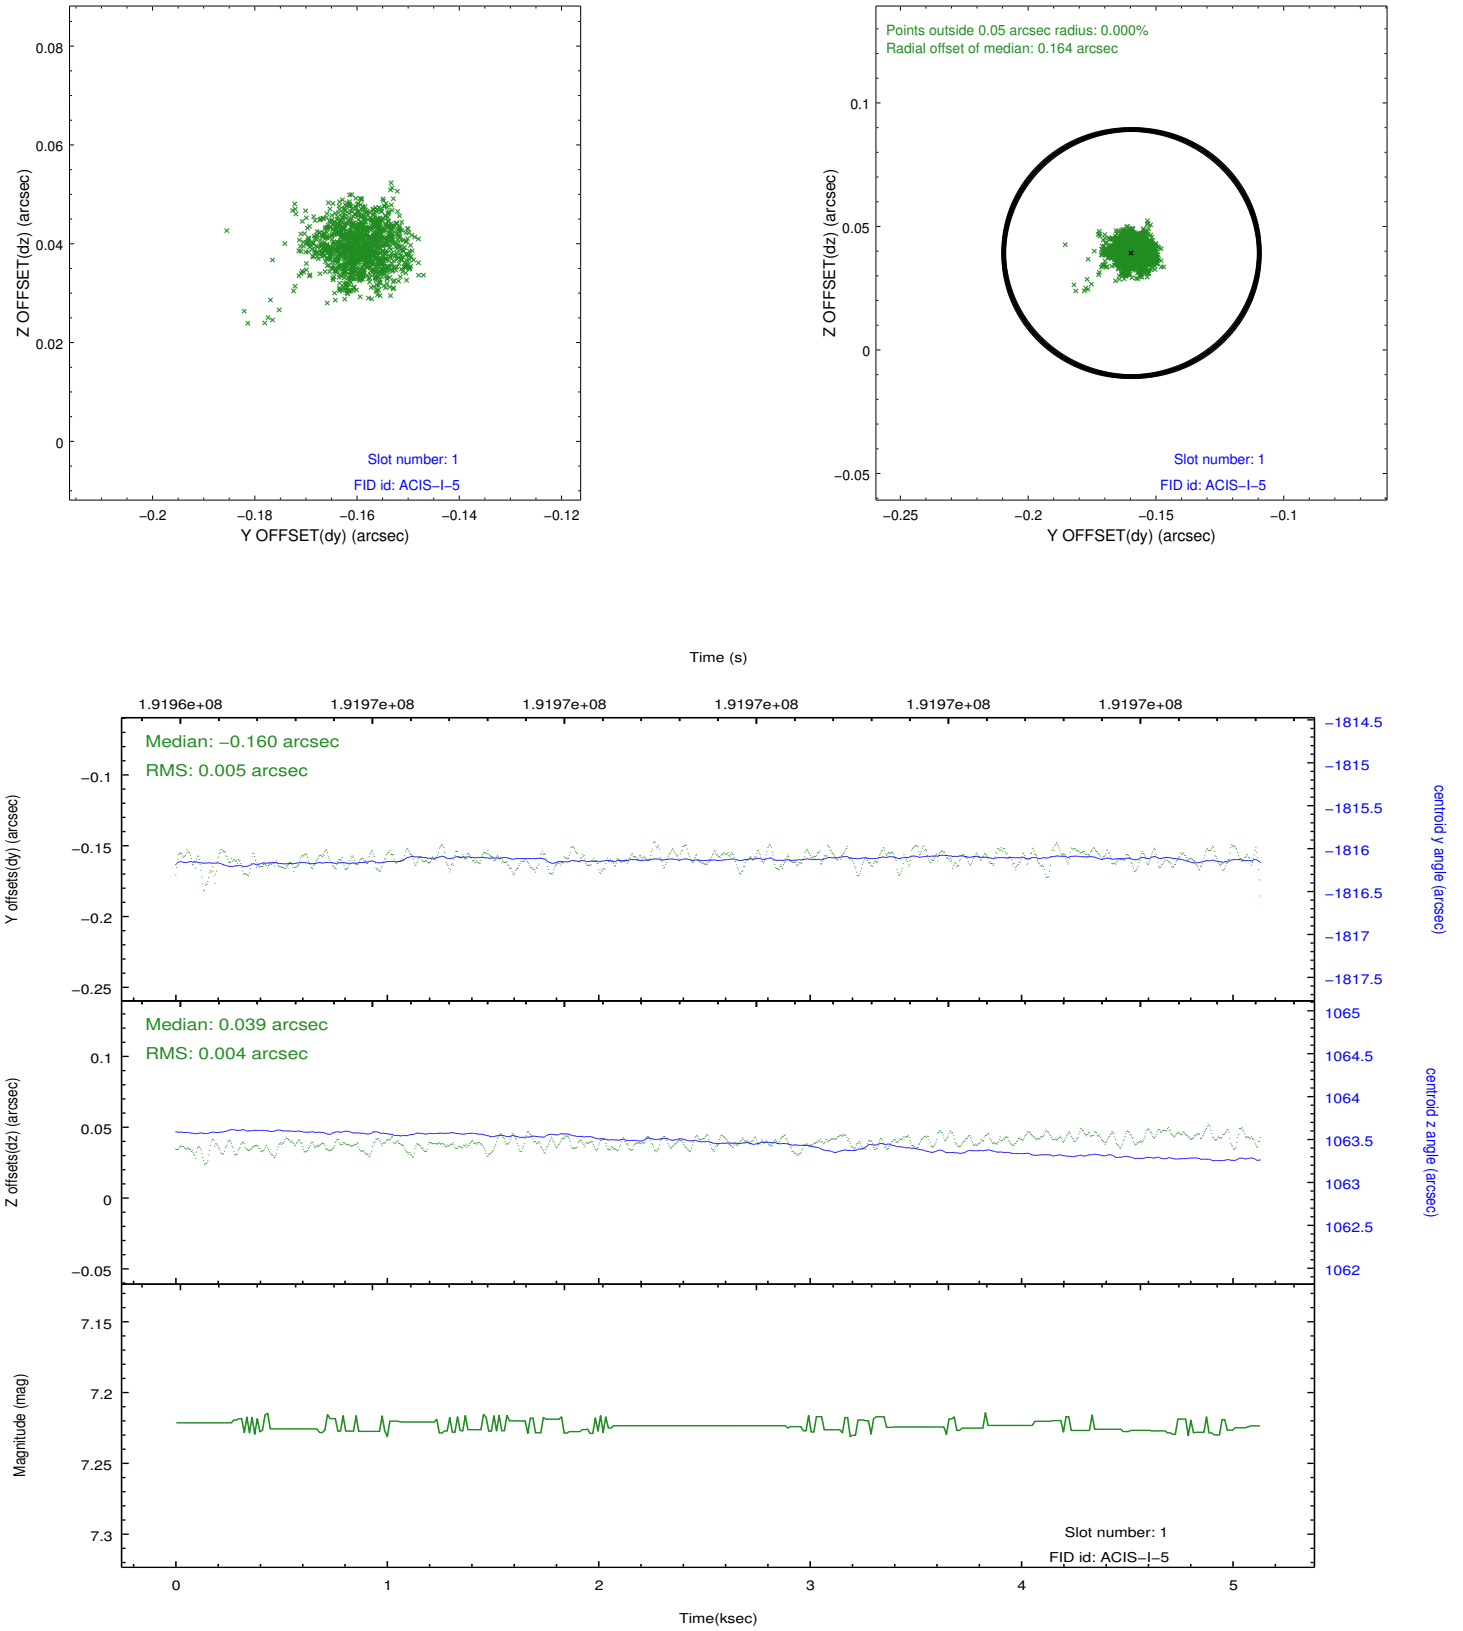 0.08
0.06
0.04
0.02
0
Z OFFSET(dz) (arcsec)
Slot number: 1
FID id: ACIS−I−5
−0.2
−0.18
−0.16
−0.14
−0.12
Y OFFSET(dy) (arcsec)
Points outside 0.05 arcsec radius: 0.000%
Radial offset of median: 0.164 arcsec
0.1
0.05
0
−0.05
Z OFFSET(dz) (arcsec)
Slot number: 1
FID id: ACIS−I−5
−0.25
−0.2
−0.15
−0.1
Y OFFSET(dy) (arcsec)
Time (s)
1.9196e+08
1.9197e+08
1.9197e+08
1.9197e+08
1.9197e+08
1.9197e+08
Median: −0.160 arcsec
RMS: 0.005 arcsec
−0.1
−0.15
−0.2
−0.25
Y offsets(dy) (arcsec)
−1814.5
−1815
−1815.5
−1816
−1816.5
−1817
−1817.5
centroid y angle (arcsec)
Median: 0.039 arcsec
RMS: 0.004 arcsec
0.1
0.05
0
−0.05
Z offsets(dz) (arcsec)
1065
1064.5
1064
1063.5
1063
1062.5
1062
centroid z angle (arcsec)
7.15
7.2
7.25
7.3
Magnitude (mag)
Slot number: 1
FID id: ACIS−I−5
0
1
2
3
4
5
Time(ksec)